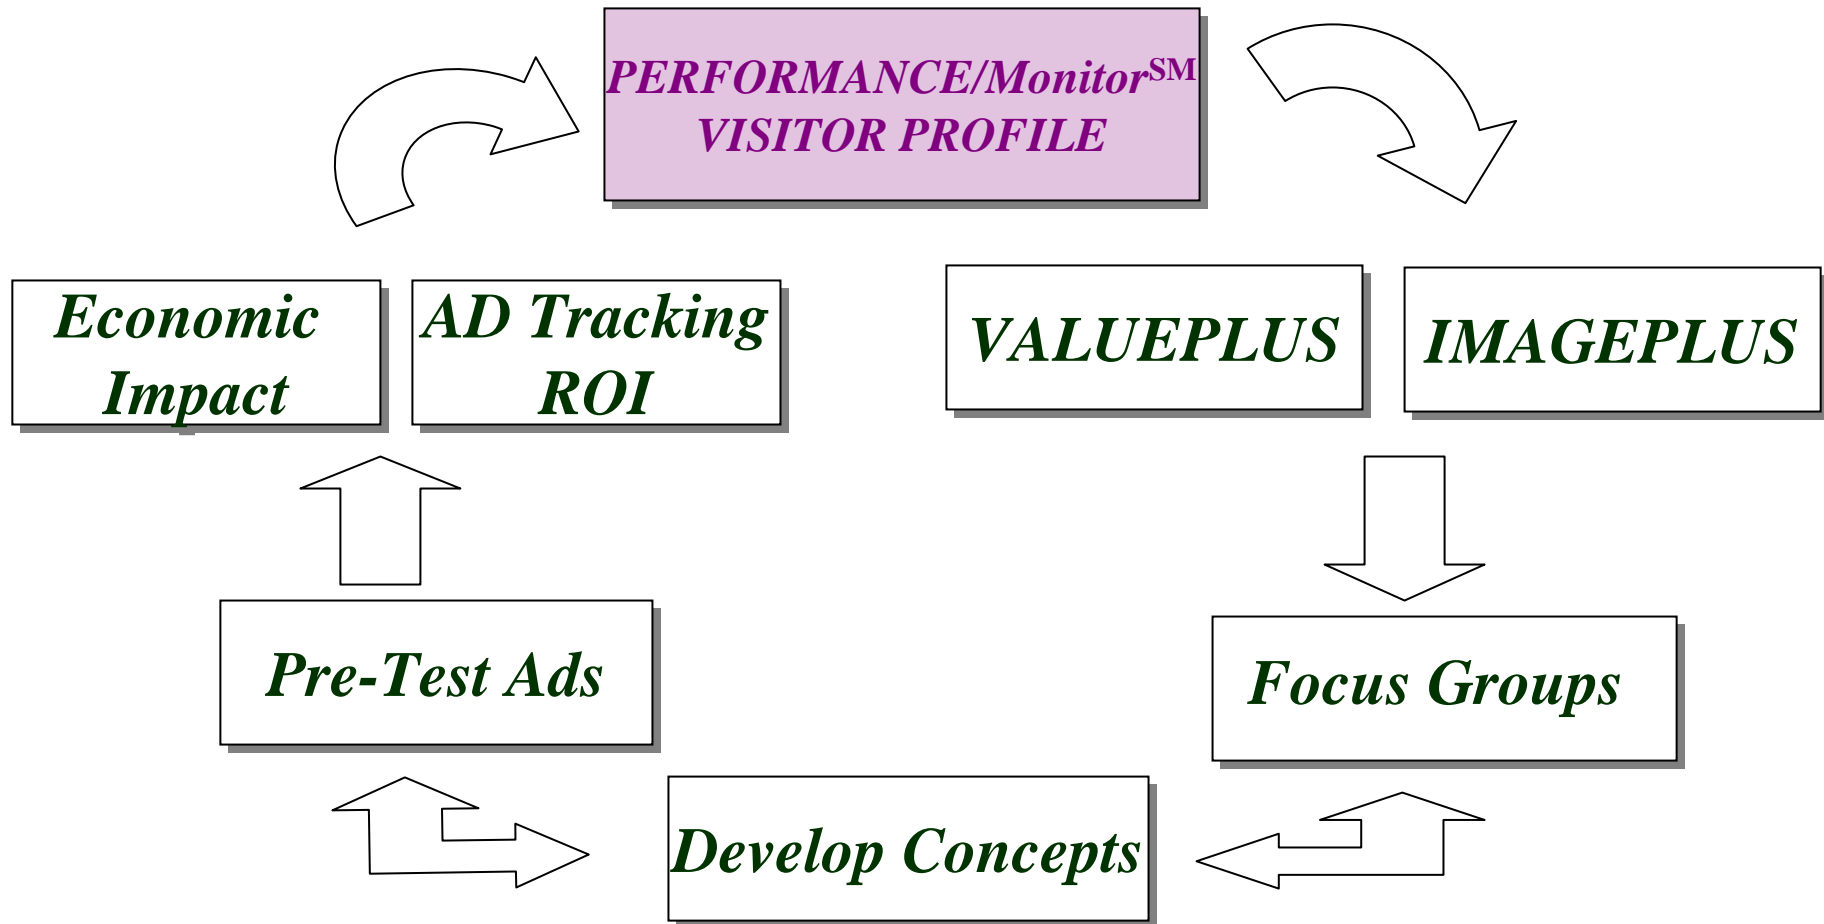 PERFORMANCE/Monitor℠
VISITOR PROFILE
Economic
Impact
AD Tracking
ROI
VALUEPLUS
IMAGEPLUS
Pre-Test Ads
Focus Groups
Develop Concepts